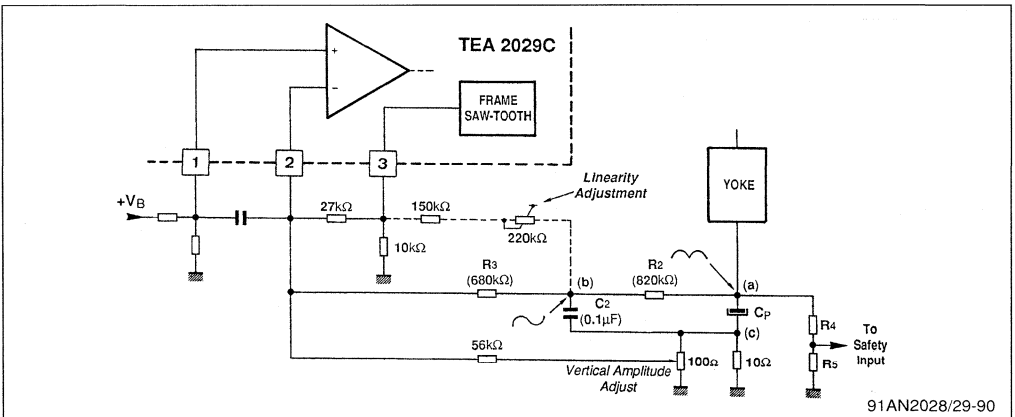 TEA 2029C
+
−
FRAME
SAW-TOOTH
1
2
3
YOKE
Linearity
Adjustment
+VB
27kΩ
150kΩ
220kΩ
10kΩ
R3
(680kΩ)
(b)
R2
(820kΩ)
(a)
C2
(0.1μF)
CP
(c)
R4
To
Safety
Input
R5
56kΩ
100Ω
10Ω
Vertical Amplitude
Adjust
91AN2028/29-90